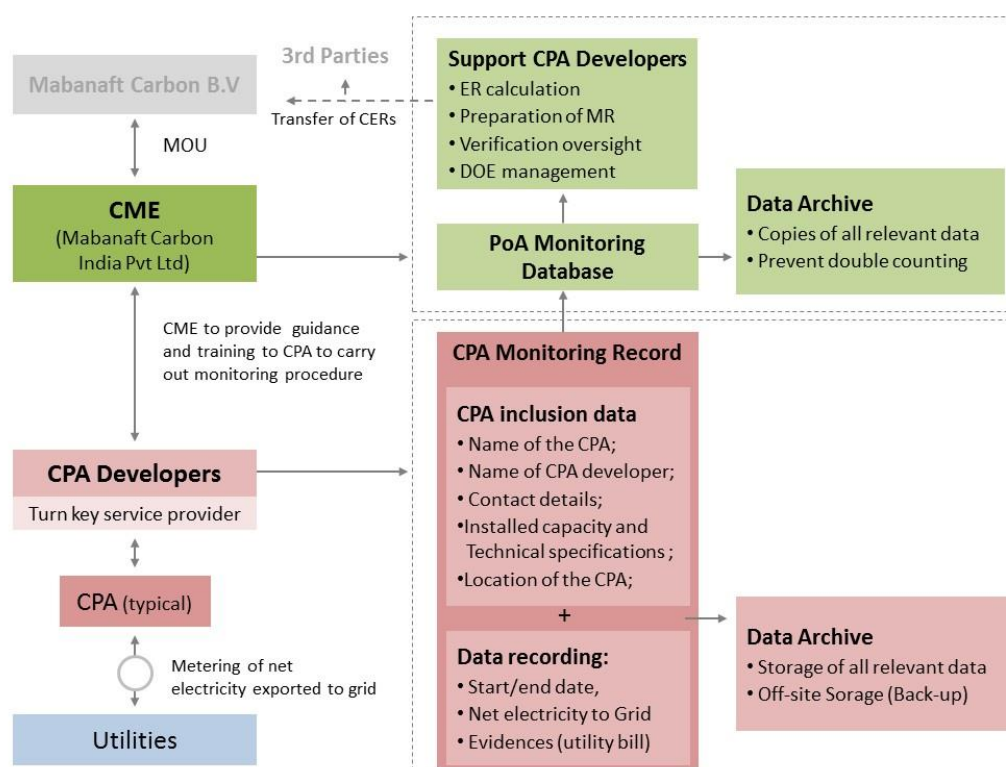 Mabanaft Carbon B.V
3rd Parties
Transfer of CERs
MOU
CME
(Mabanaft Carbon
India Pvt Ltd)
CME to provide guidance
and training to CPA to carry
out monitoring procedure
CPA Developers
Turn key service provider
CPA (typical)
Metering of net
electricity exported to grid
Utilities
Support CPA Developers
• ER calculation
• Preparation of MR
• Verification oversight
• DOE management
PoA Monitoring
Database
Data Archive
• Copies of all relevant data
• Prevent double counting
CPA Monitoring Record
CPA inclusion data
• Name of the CPA;
• Name of CPA developer;
• Contact details;
• Installed capacity and
Technical specifications ;
• Location of the CPA;
+
Data recording:
• Start/end date,
• Net electricity to Grid
• Evidences (utility bill)
Data Archive
• Storage of all relevant data
• Off-site Sorage (Back-up)